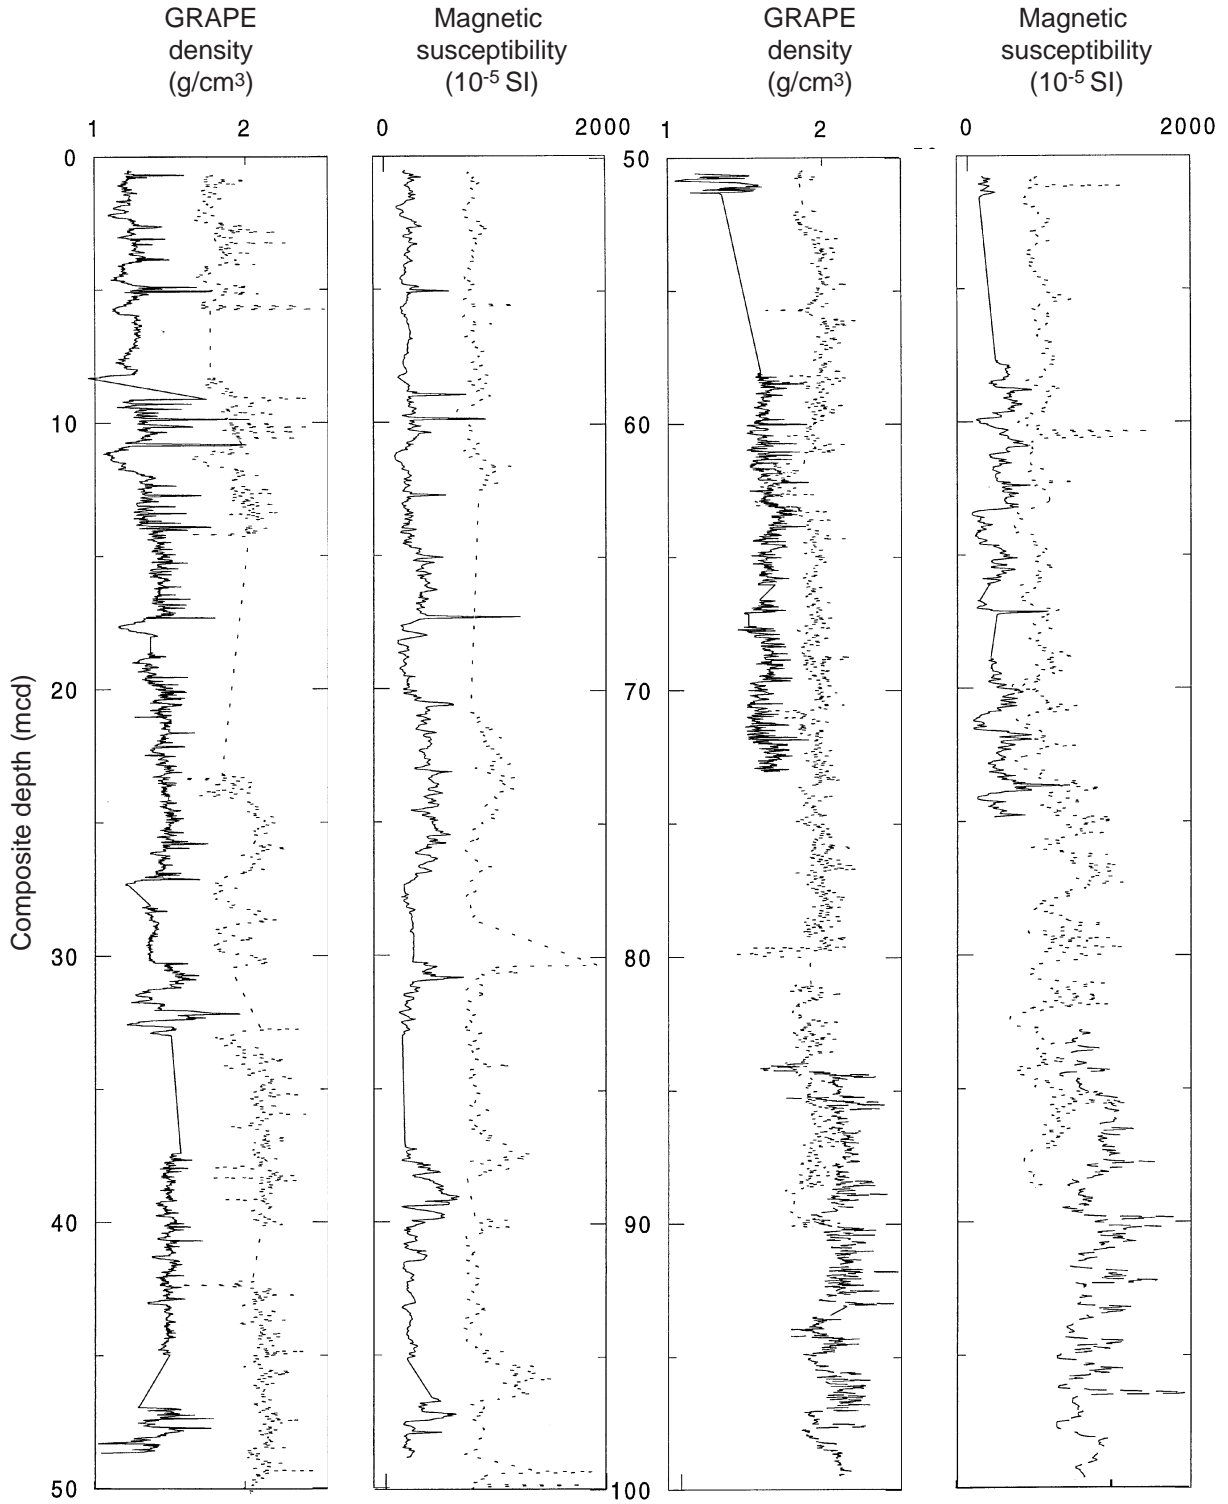 GRAPE
density
(g/cm³)
Magnetic
susceptibility
(10⁻⁵ SI)
GRAPE
density
(g/cm³)
Magnetic
susceptibility
(10⁻⁵ SI)
1 2
0 2000
1 2
0 2000
0
10
20
30
40
50
50
60
70
80
90
100
Composite depth (mcd)